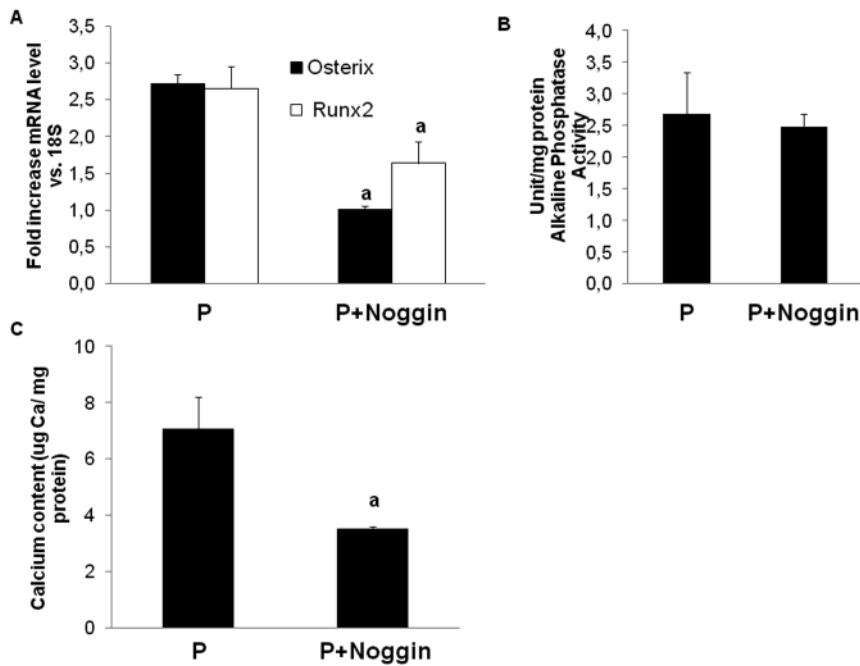 A
Fold increase mRNA level
vs. 18S
3,5
3,0
2,5
2,0
1,5
1,0
0,5
0,0
Osterix
Runx2
a
a
P
P+Noggin
B
Unit/mg protein
Alkaline Phosphatase
Activity
4,0
3,5
3,0
2,5
2,0
1,5
1,0
0,5
0,0
P
P+Noggin
C
Calcium content (ug Ca/ mg
protein)
10
8
6
4
2
0
a
P
P+Noggin